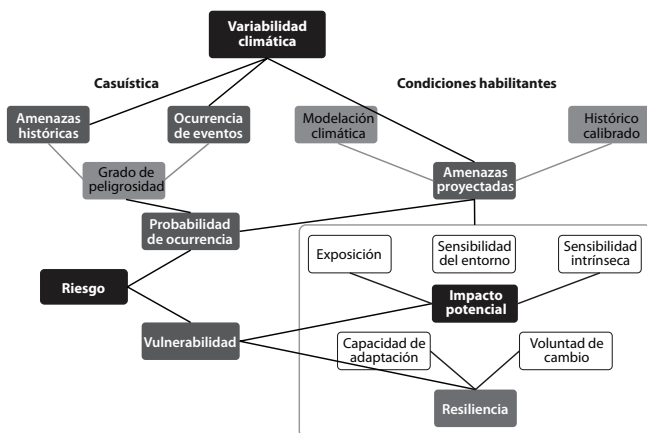 Variabilidad
climática
Casuística
Condiciones habilitantes
Amenazas
históricas
Ocurrencia
de eventos
Modelación
climática
Histórico
calibrado
Grado de
peligrosidad
Amenazas
proyectadas
Probabilidad
de ocurrencia
Exposición
Sensibilidad
del entorno
Sensibilidad
intrínseca
Riesgo
Impacto
potencial
Vulnerabilidad
Capacidad de
adaptación
Voluntad de
cambio
Resiliencia